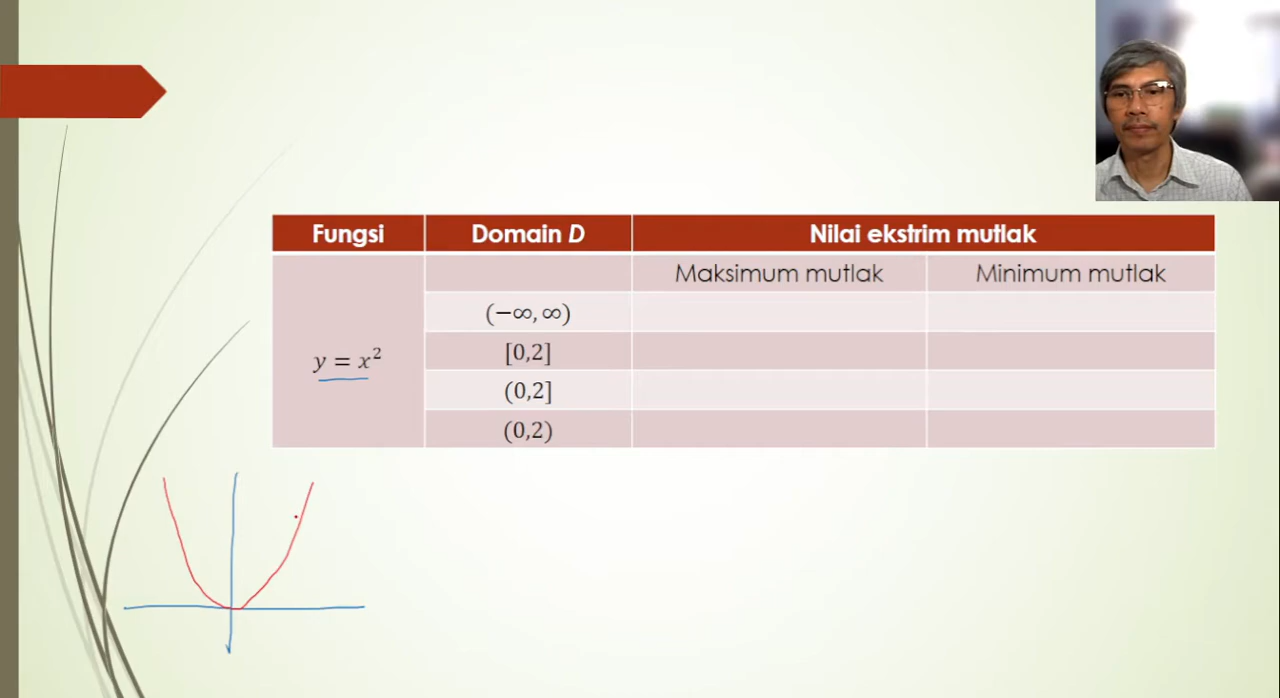 Fungsi Domain D Nilai ekstrim mutlak
Maksimum mutlak Minimum mutlak
(−∞, ∞)
y = x²
[0,2]
(0,2]
(0,2)